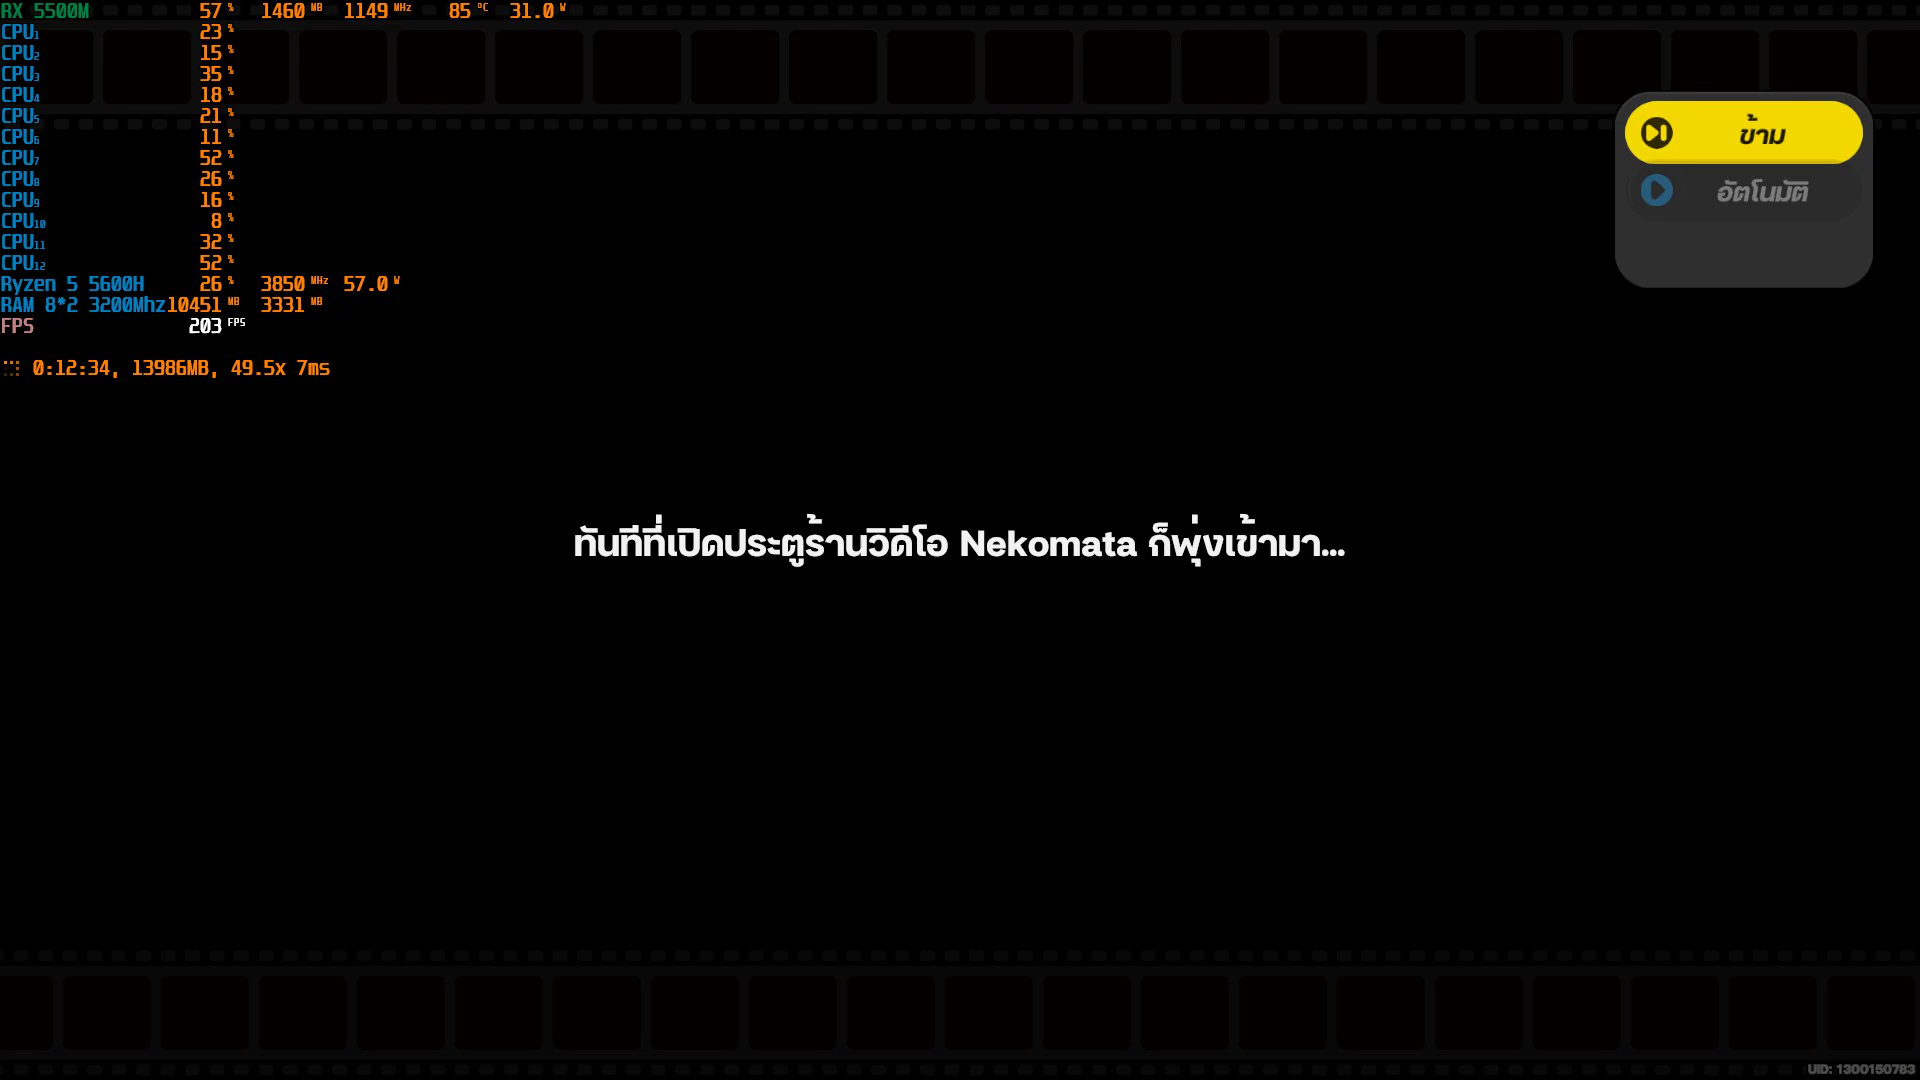 RX 5500M 57 % 1460 MB 1149 MHz 85 °C 31.0 W
CPU1 23 %
CPU2 15 %
CPU3 35 %
CPU4 18 %
CPU5 21 %
CPU6 11 %
CPU7 52 %
CPU8 26 %
CPU9 16 %
CPU10 8 %
CPU11 32 %
CPU12 52 %
Ryzen 5 5600H 26 % 3850 MHz 57.0 W
RAM 8*2 3200Mhz 10451 MB 3331 MB
FPS 203 FPS
0:12:34, 13986MB, 49.5x 7ms
ข้าม
อัตโนมัติ
ทันทีที่เปิดประตูร้านวิดีโอ Nekomata ก็พุ่งเข้ามา...
UID: 1300150783